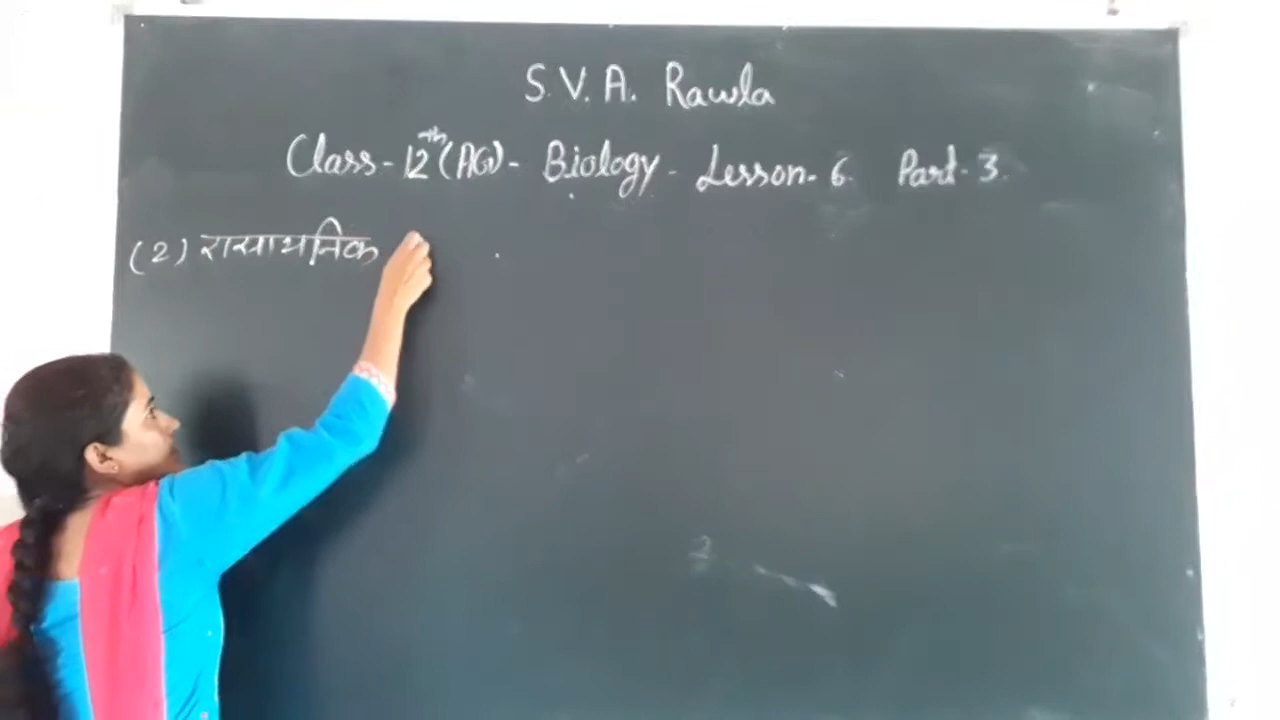 S.V.A. Rawla
Class-12th (AG)- Biology- Lesson-6. Part-3.
(2) रासायनिक